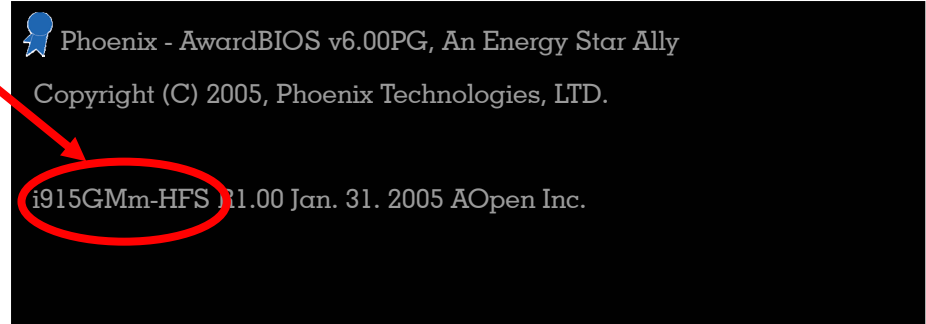 Phoenix - AwardBIOS v6.00PG, An Energy Star Ally
Copyright (C) 2005, Phoenix Technologies, LTD.
i915GMm-HFS R1.00 Jan. 31. 2005 AOpen Inc.